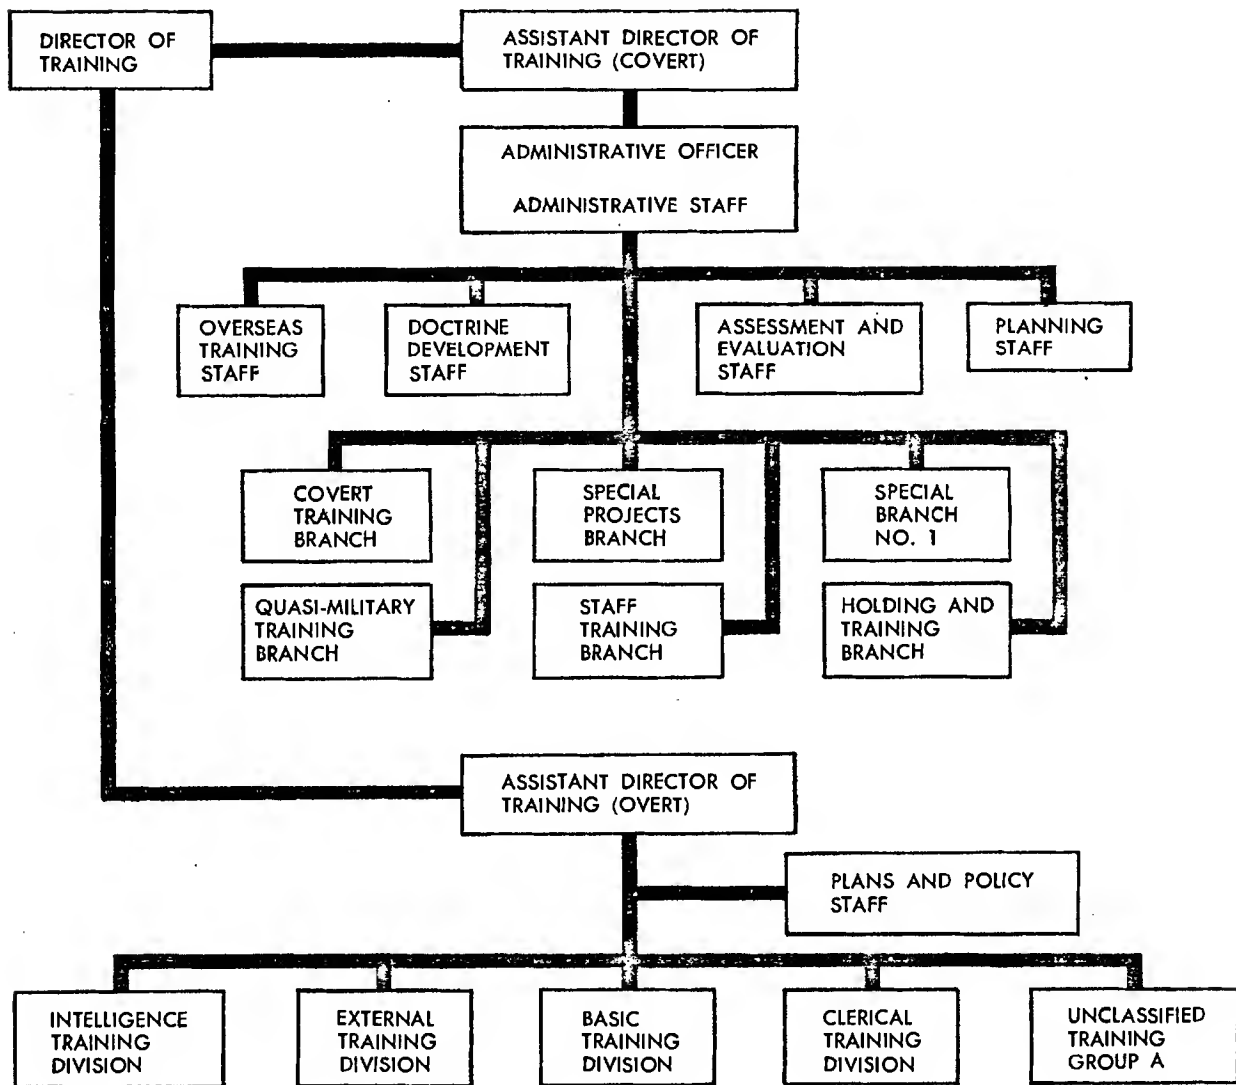 DIRECTOR OF
TRAINING
ASSISTANT DIRECTOR OF
TRAINING (COVERT)
ADMINISTRATIVE OFFICER
ADMINISTRATIVE STAFF
OVERSEAS
TRAINING
STAFF
DOCTRINE
DEVELOPMENT
STAFF
ASSESSMENT AND
EVALUATION
STAFF
PLANNING
STAFF
COVERT
TRAINING
BRANCH
SPECIAL
PROJECTS
BRANCH
SPECIAL
BRANCH
NO. 1
QUASI-MILITARY
TRAINING
BRANCH
STAFF
TRAINING
BRANCH
HOLDING AND
TRAINING
BRANCH
ASSISTANT DIRECTOR OF
TRAINING (OVERT)
PLANS AND POLICY
STAFF
INTELLIGENCE
TRAINING
DIVISION
EXTERNAL
TRAINING
DIVISION
BASIC
TRAINING
DIVISION
CLERICAL
TRAINING
DIVISION
UNCLASSIFIED
TRAINING
GROUP A